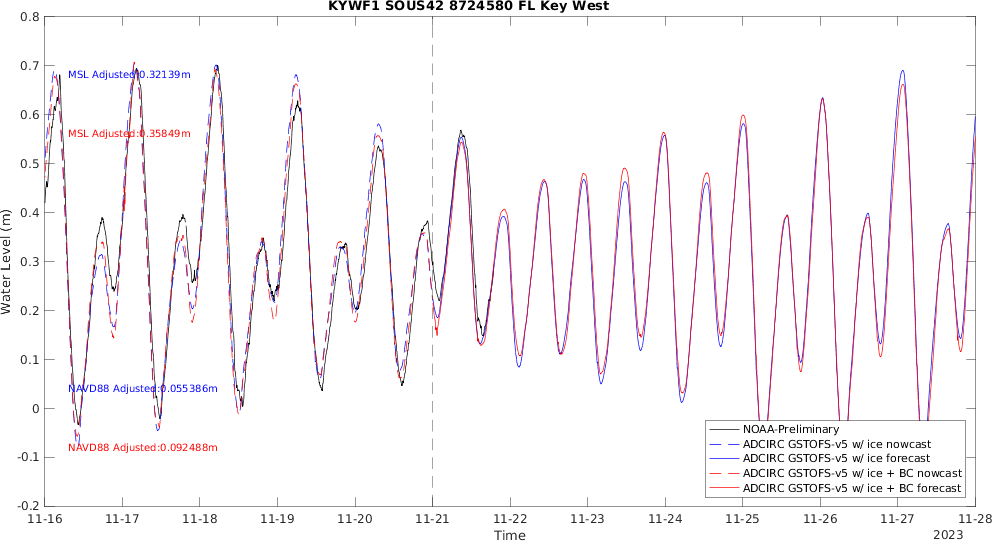 KYWF1 SOUS42 8724580 FL Key West
0.8
0.7
0.6
0.5
0.4
0.3
0.2
0.1
0
-0.1
-0.2
Water Level (m)
MSL Adjusted:0.32139m
MSL Adjusted:0.35849m
NAVD88 Adjusted:0.055386m
NAVD88 Adjusted:0.092488m
NOAA-Preliminary
ADCIRC GSTOFS-v5 w/ ice nowcast
ADCIRC GSTOFS-v5 w/ ice forecast
ADCIRC GSTOFS-v5 w/ ice + BC nowcast
ADCIRC GSTOFS-v5 w/ ice + BC forecast
11-16 11-17 11-18 11-19 11-20 11-21 11-22 11-23 11-24 11-25 11-26 11-27 11-28
Time
2023